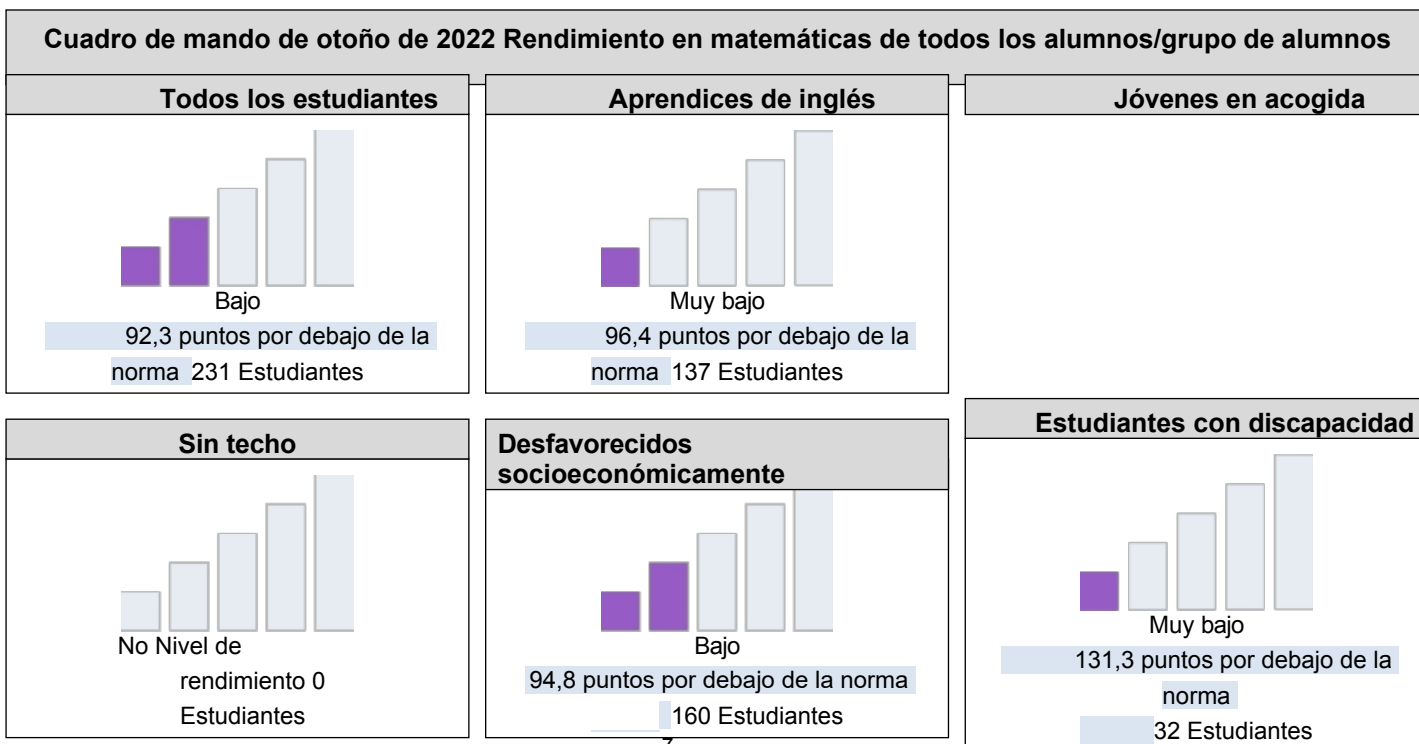 Cuadro de mando de otoño de 2022 Rendimiento en matemáticas de todos los alumnos/grupo de alumnos
Todos los estudiantes
Bajo
92,3 puntos por debajo de la
norma 231 Estudiantes
Aprendices de inglés
Muy bajo
96,4 puntos por debajo de la
norma 137 Estudiantes
Jóvenes en acogida
Sin techo
No Nivel de
rendimiento 0
Estudiantes
Desfavorecidos
socioeconómicamente
Bajo
94,8 puntos por debajo de la norma
160 Estudiantes
Estudiantes con discapacidad
Muy bajo
131,3 puntos por debajo de la
norma
32 Estudiantes